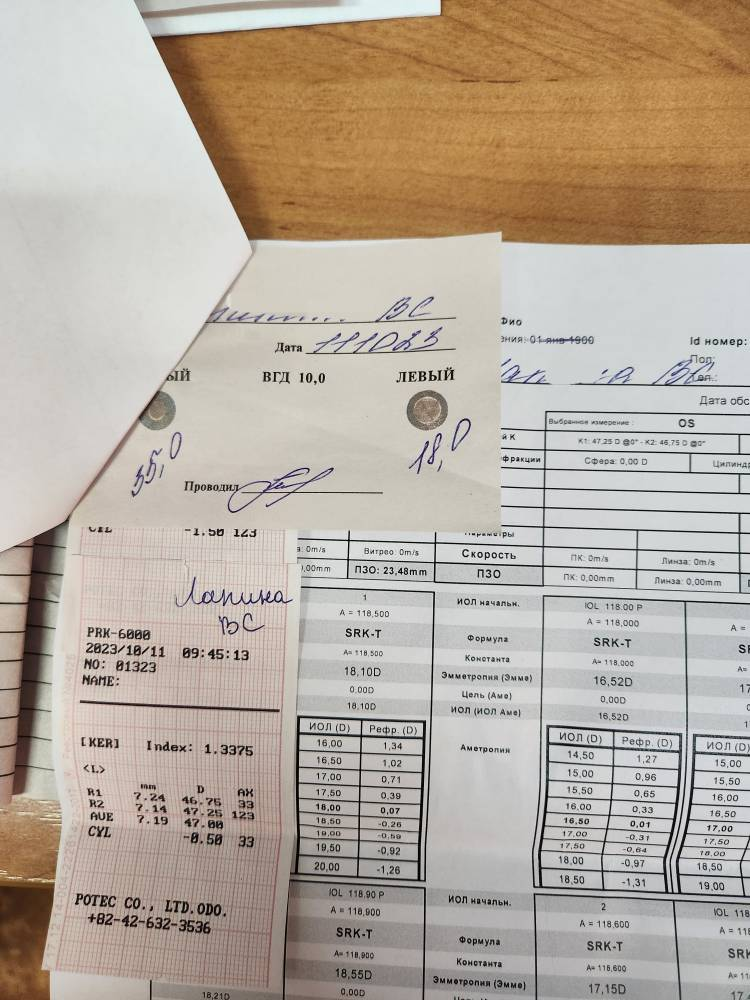 ВС
Дата 111023
ВГД 10,0 ЛЕВЫЙ
35,0 18,0
Проводил
CYL -1.50 123
Лапина
ВС
PRK-6000
2023/10/11 09:45:13
NO: 01323
NAME:
[KER] Index: 1.3375
<L>
mm D AX
R1 7.24 46.75 33
R2 7.14 47.25 123
AVE 7.19 47.00
CYL -0.50 33
POTEC CO., LTD.ODO.
+82-42-632-3536
Фио
01 янв 1900
Id номер:
Пол:
ВС
Дата обс
Выбранное измерение : OS
K1: 47,25 D @0° - K2: 46,75 D @0°
Сфера: 0,00 D Цилиндр
Параметры
Витрео: 0m/s Скорость ПК: 0m/s Линза: 0m/s
ПЗО: 23,48mm ПЗО ПК: 0,00mm Линза: 0,00mm
1 ИОЛ начальн. IOL 118.00 P
A = 118,500 A = 118,000 A =
SRK-T Формула SRK-T
A= 118,500 Константа A= 118,000
18,10D Эмметропия (Эмме) 16,52D
0.00D Цель (Аме) 0,00D
18,10D ИОЛ (ИОЛ Аме) 16,52D
ИОЛ (D) Рефр. (D) Аметропия ИОЛ (D) Рефр. (D) ИОЛ (D)
16,00 1,34 14,50 1,27 15,00
16,50 1,02 15,00 0,96 15,50
17,00 0,71 15,50 0,65 16,00
17,50 0,39 16,00 0,33 16,50
18,00 0,07 16,50 0,01 17,00
18,50 -0,26 17,00 -0,31 17,50
19,00 -0,59 17,50 -0,64 18,00
19,50 -0,92 18,00 -0,97 18,50
20,00 -1,26 18,50 -1,31 19,00
IOL 118.90 P ИОЛ начальн. 2 IOL 118
A = 118,900 A = 118,600 A = 11
SRK-T Формула SRK-T SRK
A= 118,900 Константа A= 118,600
18,55D Эмметропия (Эмме) 17,15D
18,21D 0,00D